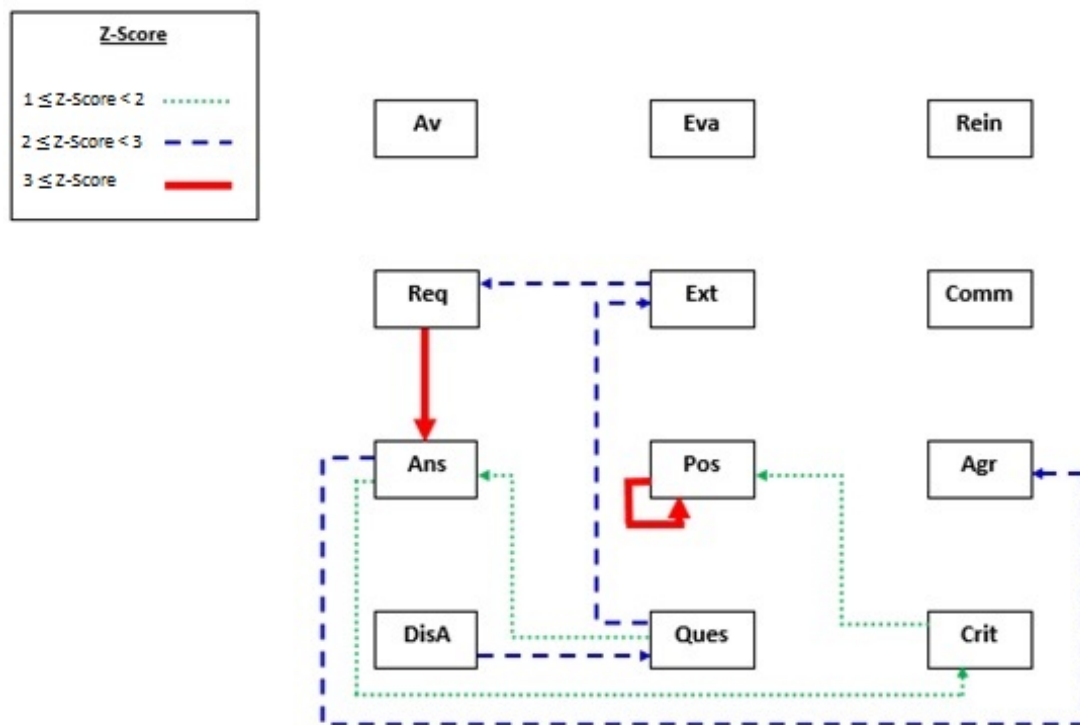 Z-Score
1 ≤ Z-Score < 2
2 ≤ Z-Score < 3
3 ≤ Z-Score
Av Eva Rein
Req Ext Comm
Ans Pos Agr
DisA Ques Crit